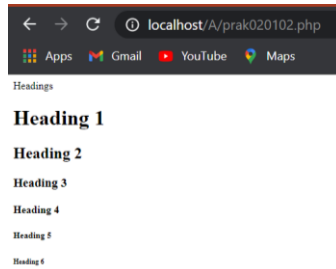 localhost/A/prak020102.php
Apps Gmail YouTube Maps
Headings
Heading 1
Heading 2
Heading 3
Heading 4
Heading 5
Heading 6